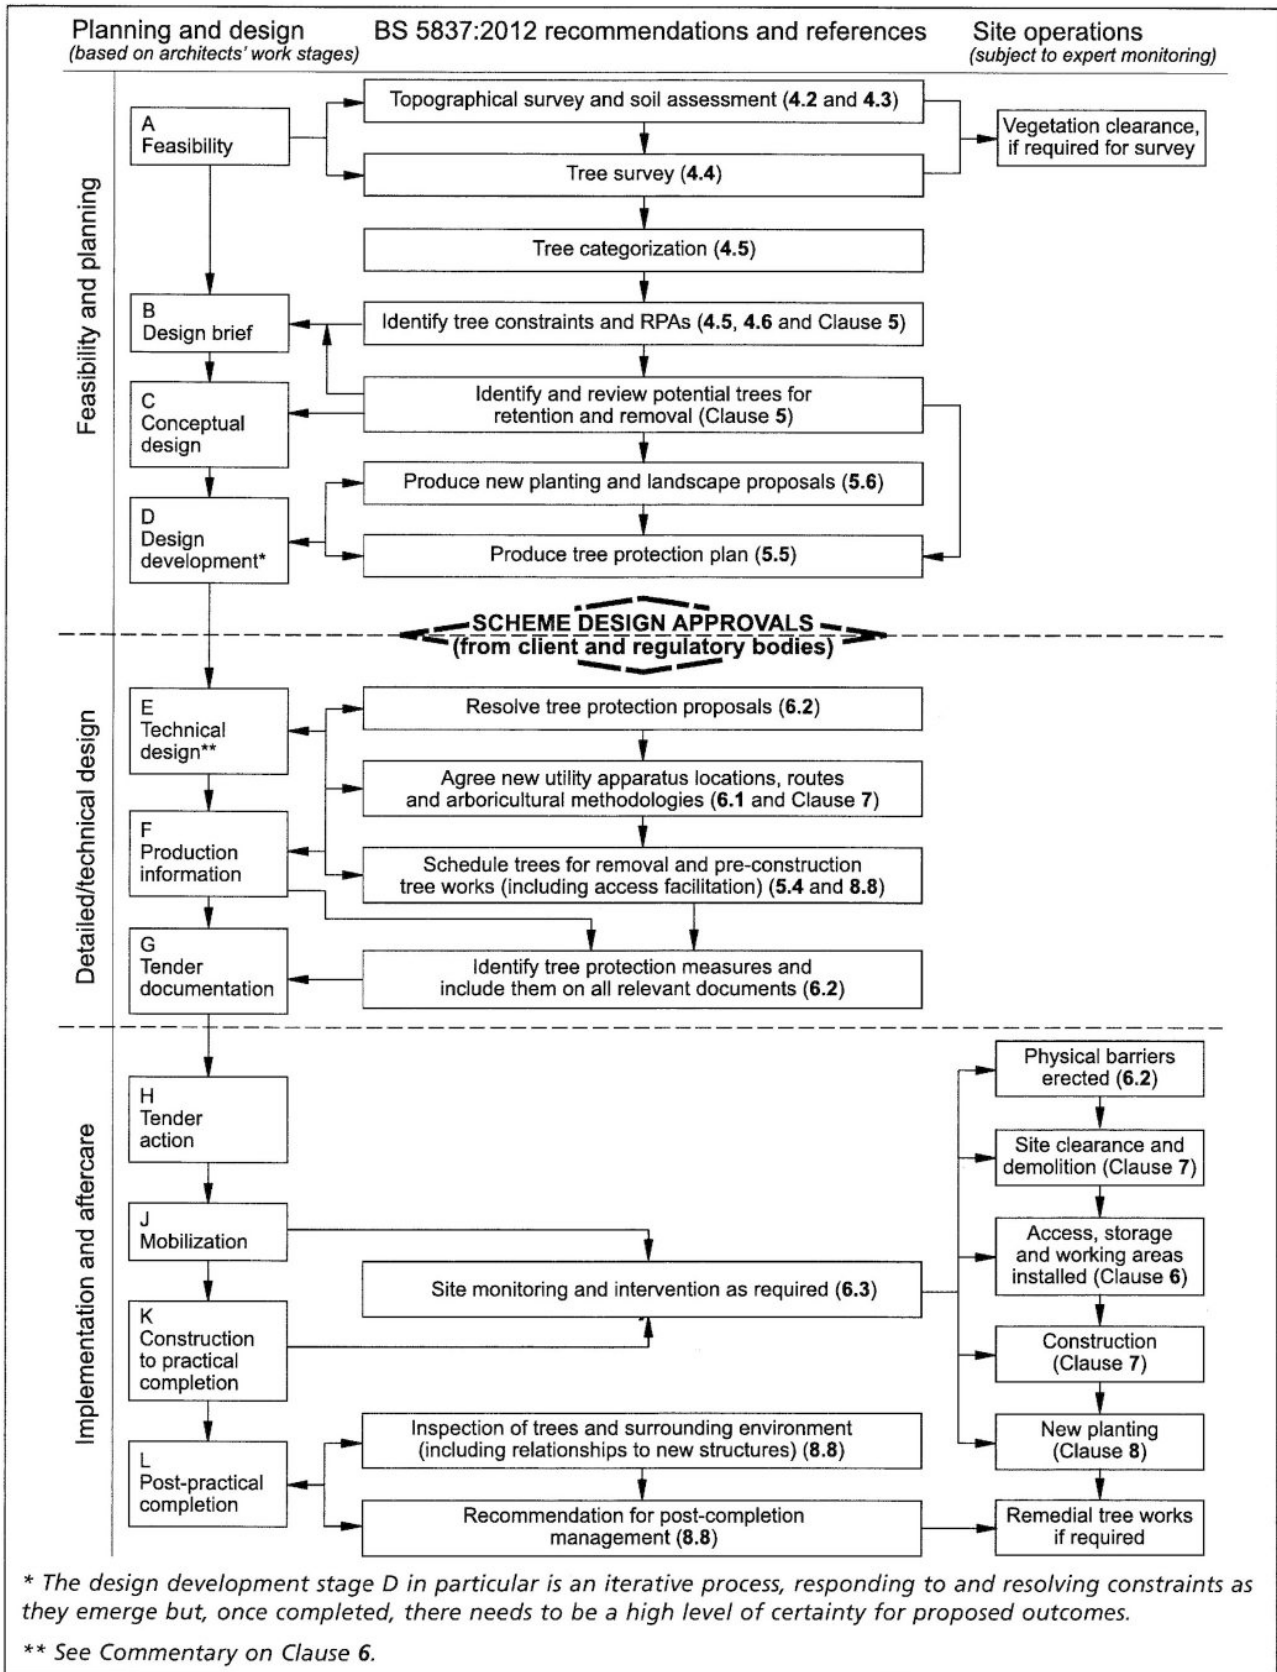 Planning and design
(based on architects' work stages)
BS 5837:2012 recommendations and references
Site operations
(subject to expert monitoring)
Feasibility and planning
A
Feasibility
Topographical survey and soil assessment (4.2 and 4.3)
Vegetation clearance,
if required for survey
Tree survey (4.4)
Tree categorization (4.5)
B
Design brief
Identify tree constraints and RPAs (4.5, 4.6 and Clause 5)
C
Conceptual
design
Identify and review potential trees for
retention and removal (Clause 5)
Produce new planting and landscape proposals (5.6)
D
Design
development*
Produce tree protection plan (5.5)
SCHEME DESIGN APPROVALS
(from client and regulatory bodies)
Detailed/technical design
E
Technical
design**
Resolve tree protection proposals (6.2)
Agree new utility apparatus locations, routes
and arboricultural methodologies (6.1 and Clause 7)
F
Production
information
Schedule trees for removal and pre-construction
tree works (including access facilitation) (5.4 and 8.8)
G
Tender
documentation
Identify tree protection measures and
include them on all relevant documents (6.2)
Implementation and aftercare
H
Tender
action
Physical barriers
erected (6.2)
Site clearance and
demolition (Clause 7)
J
Mobilization
Access, storage
and working areas
installed (Clause 6)
Site monitoring and intervention as required (6.3)
K
Construction
to practical
completion
Construction
(Clause 7)
New planting
(Clause 8)
L
Post-practical
completion
Inspection of trees and surrounding environment
(including relationships to new structures) (8.8)
Recommendation for post-completion
management (8.8)
Remedial tree works
if required
* The design development stage D in particular is an iterative process, responding to and resolving constraints as
they emerge but, once completed, there needs to be a high level of certainty for proposed outcomes.
** See Commentary on Clause 6.